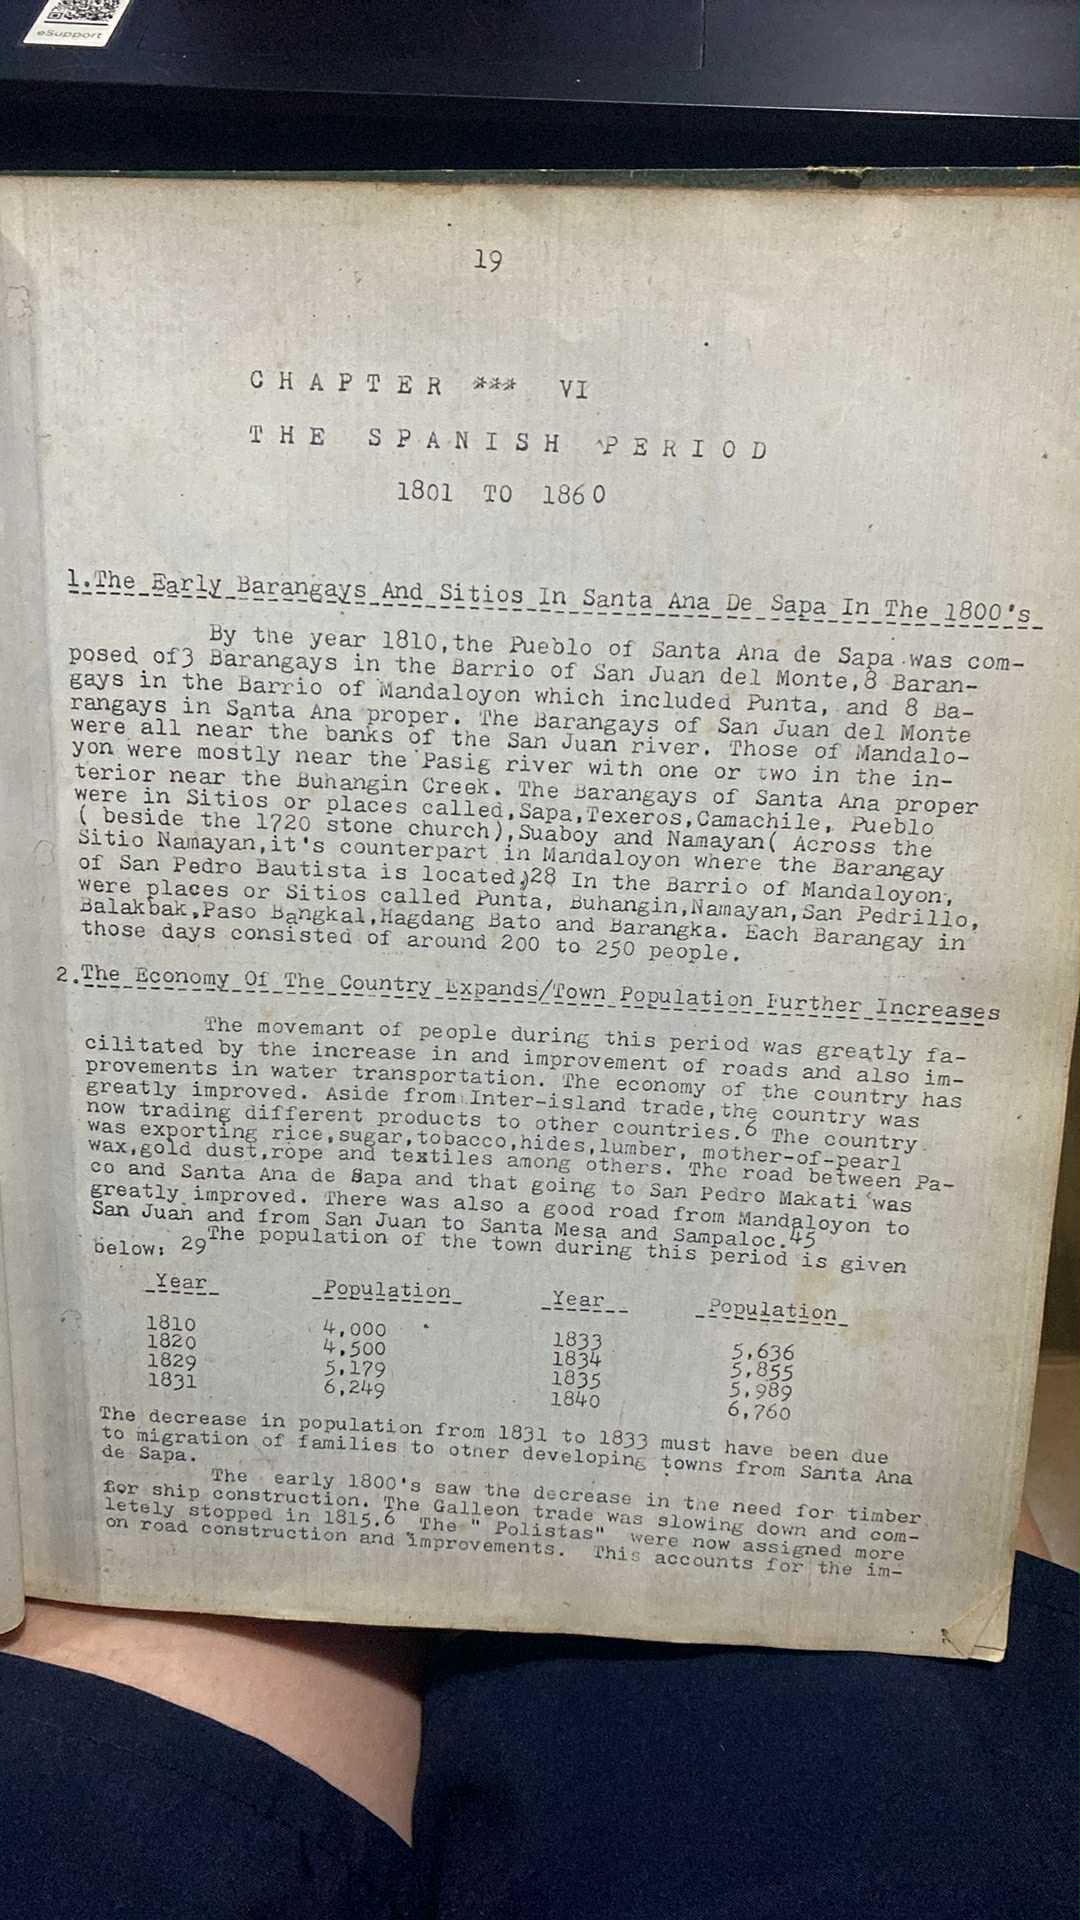 eSupport
19
CHAPTER *** VI
THE SPANISH PERIOD
1801 TO 1860
1.The Early Barangays And Sitios In Santa Ana De Sapa In The 1800's
By the year 1810,the Pueblo of Santa Ana de Sapa was com-
posed of3 Barangays in the Barrio of San Juan del Monte,8 Baran-
gays in the Barrio of Mandaloyon which included Punta, and 8 Ba-
rangays in Santa Ana proper. The Barangays of San Juan del Monte
were all near the banks of the San Juan river. Those of Mandalo-
yon were mostly near the Pasig river with one or two in the in-
terior near the Buhangin Creek. The Barangays of Santa Ana proper
were in Sitios or places called,Sapa,Texeros,Camachile, Pueblo
( beside the 1720 stone church),Suaboy and Namayan( Across the
Sitio Namayan,it's counterpart in Mandaloyon where the Barangay
of San Pedro Bautista is located)28 In the Barrio of Mandaloyon,
were places or Sitios called Punta, Buhangin,Namayan,San Pedrillo,
Balakbak,Paso Bangkal,Hagdang Bato and Barangka. Each Barangay in
those days consisted of around 200 to 250 people.
2.The Economy Of The Country Expands/Town Population Further Increases
The movemant of people during this period was greatly fa-
cilitated by the increase in and improvement of roads and also im-
provements in water transportation. The economy of the country has
greatly improved. Aside from Inter-island trade,the country was
now trading different products to other countries.6 The country
was exporting rice,sugar,tobacco,hides,lumber, mother-of-pearl
wax,gold dust,rope and textiles among others. The road between Pa-
co and Santa Ana de Sapa and that going to San Pedro Makati was
greatly improved. There was also a good road from Mandaloyon to
San Juan and from San Juan to Santa Mesa and Sampaloc.45
The population of the town during this period is given
below: 29
Year Population Year Population
1810 4,000 1833 5,636
1820 4,500 1834 5,855
1829 5,179 1835 5,989
1831 6,249 1840 6,760
The decrease in population from 1831 to 1833 must have been due
to migration of families to other developing towns from Santa Ana
de Sapa.
The early 1800's saw the decrease in the need for timber
for ship construction. The Galleon trade was slowing down and com-
letely stopped in 1815.6 The " Polistas" were now assigned more
on road construction and improvements. This accounts for the im-